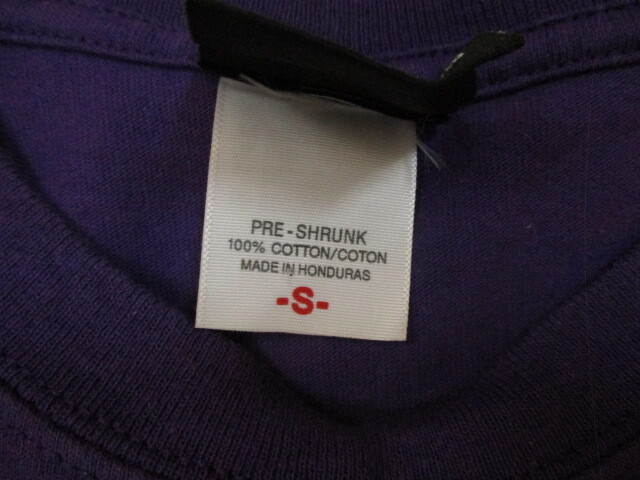 PRE-SHRUNK
100% COTTON/COTON
MADE IN HONDURAS
-S-